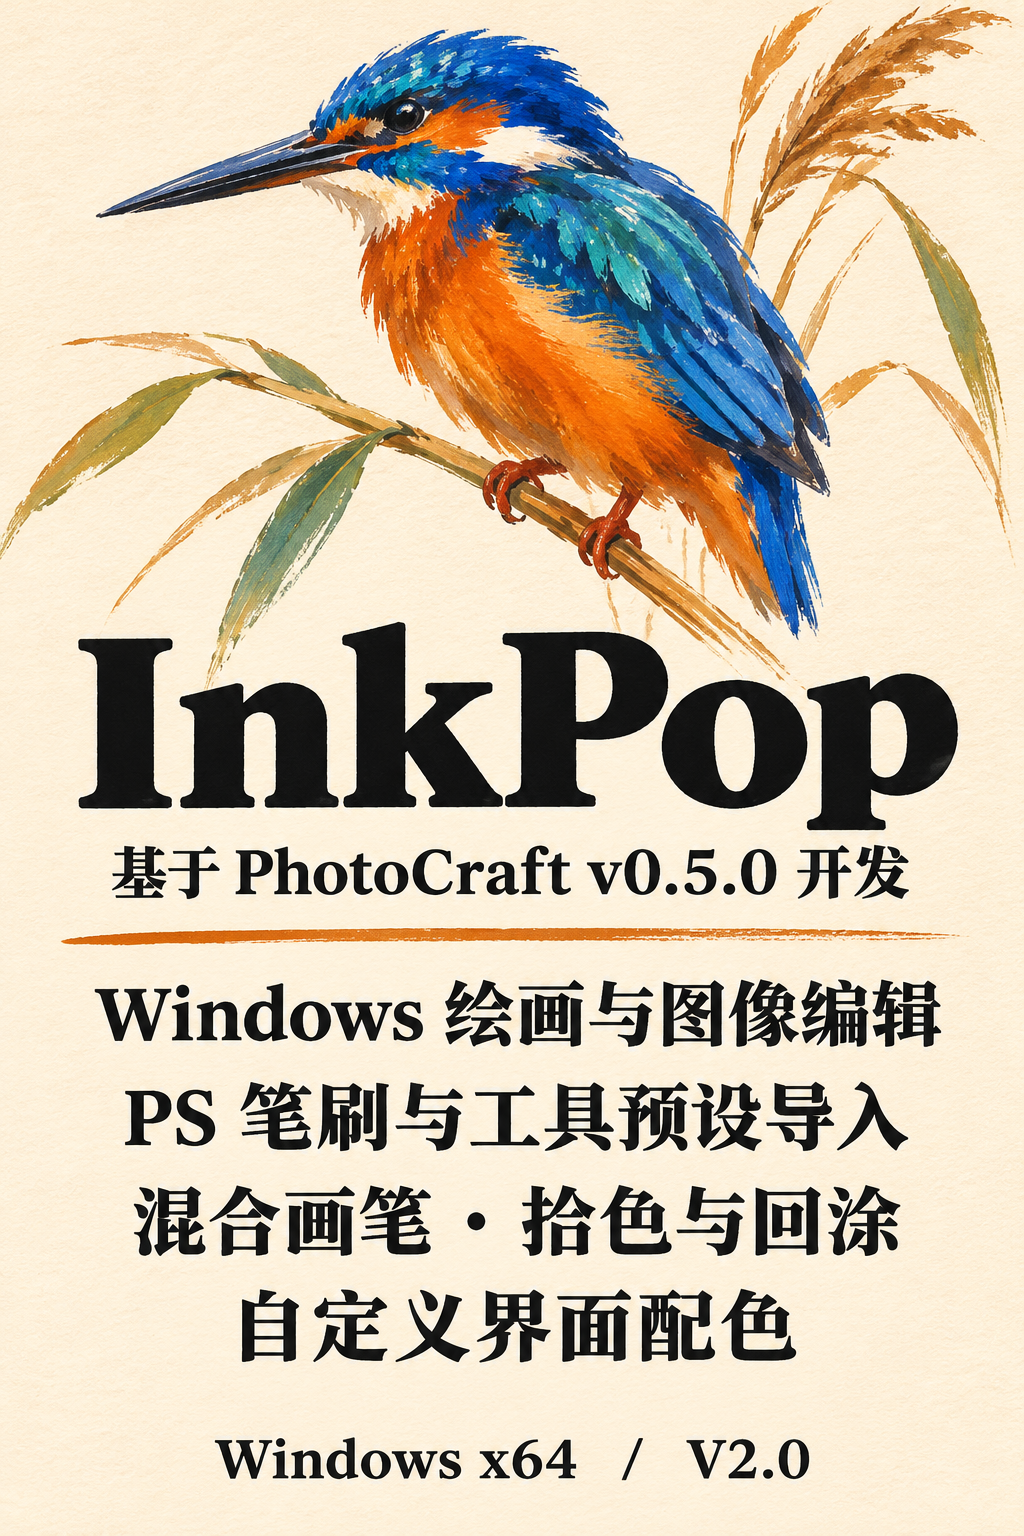 InkPop
基于 PhotoCraft v0.5.0 开发
Windows 绘画与图像编辑
PS 笔刷与工具预设导入
混合画笔 · 拾色与回涂
自定义界面配色
Windows x64 / V2.0